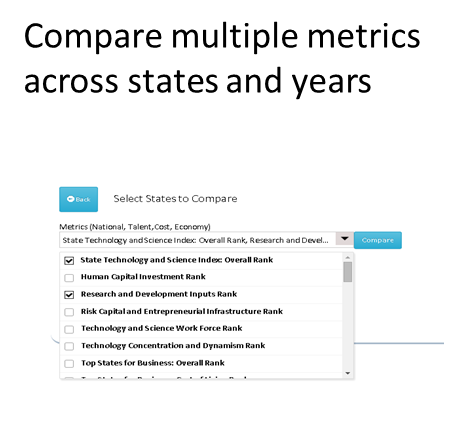 Compare multiple metrics
across states and years
Back
Select States to Compare
Metrics (National, Talent,Cost, Economy)
State Technology and Science Index: Overall Rank, Research and Devel...
Compare
State Technology and Science Index: Overall Rank
Human Capital Investment Rank
Research and Development Inputs Rank
Risk Capital and Entrepreneurial Infrastructure Rank
Technology and Science Work Force Rank
Technology Concentration and Dynamism Rank
Top States for Business: Overall Rank